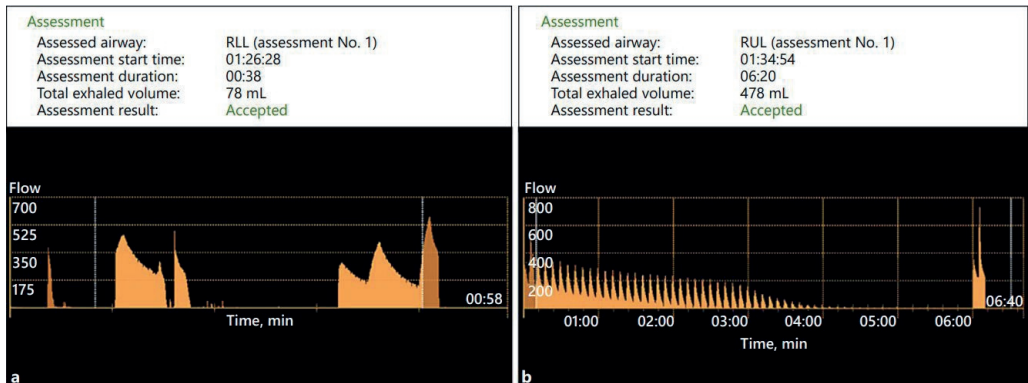 Assessment
Assessed airway: RLL (assessment No. 1)
Assessment start time: 01:26:28
Assessment duration: 00:38
Total exhaled volume: 78 mL
Assessment result: Accepted
Flow
700
525
350
175
00:58
Time, min
a
Assessment
Assessed airway: RUL (assessment No. 1)
Assessment start time: 01:34:54
Assessment duration: 06:20
Total exhaled volume: 478 mL
Assessment result: Accepted
Flow
800
600
400
200
06:40
01:00 02:00 03:00 04:00 05:00 06:00
Time, min
b